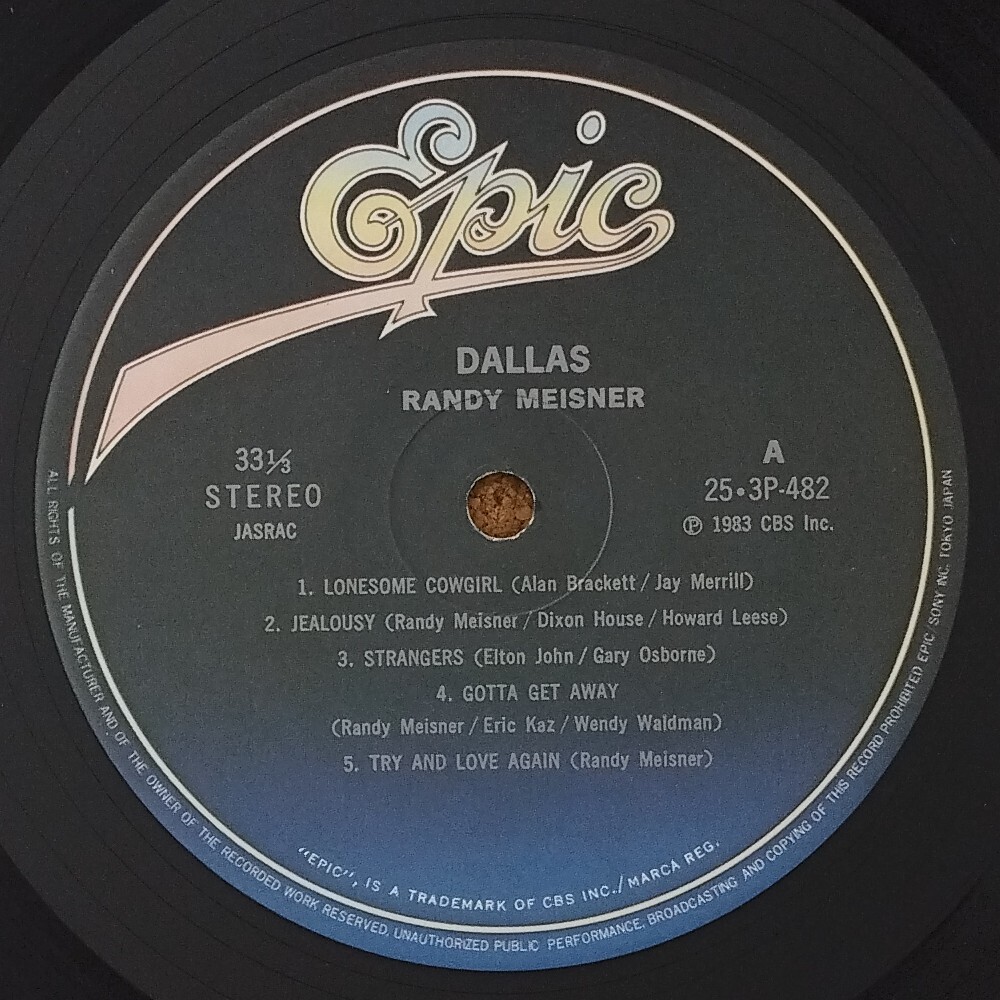 Epic
DALLAS
RANDY MEISNER
33⅓
STEREO
JASRAC
A
25・3P-482
Ⓟ 1983 CBS Inc.
1. LONESOME COWGIRL (Alan Brackett / Jay Merrill)
2. JEALOUSY (Randy Meisner / Dixon House / Howard Leese)
3. STRANGERS (Elton John / Gary Osborne)
4. GOTTA GET AWAY
(Randy Meisner / Eric Kaz / Wendy Waldman)
5. TRY AND LOVE AGAIN (Randy Meisner)
"EPIC", IS A TRADEMARK OF CBS INC./MARCA REG.
ALL RIGHTS OF THE MANUFACTURER AND OF THE OWNER OF THE RECORDED WORK RESERVED. UNAUTHORIZED PUBLIC PERFORMANCE, BROADCASTING AND COPYING OF THIS RECORD PROHIBITED EPIC SONY INC. TOKYO JAPAN